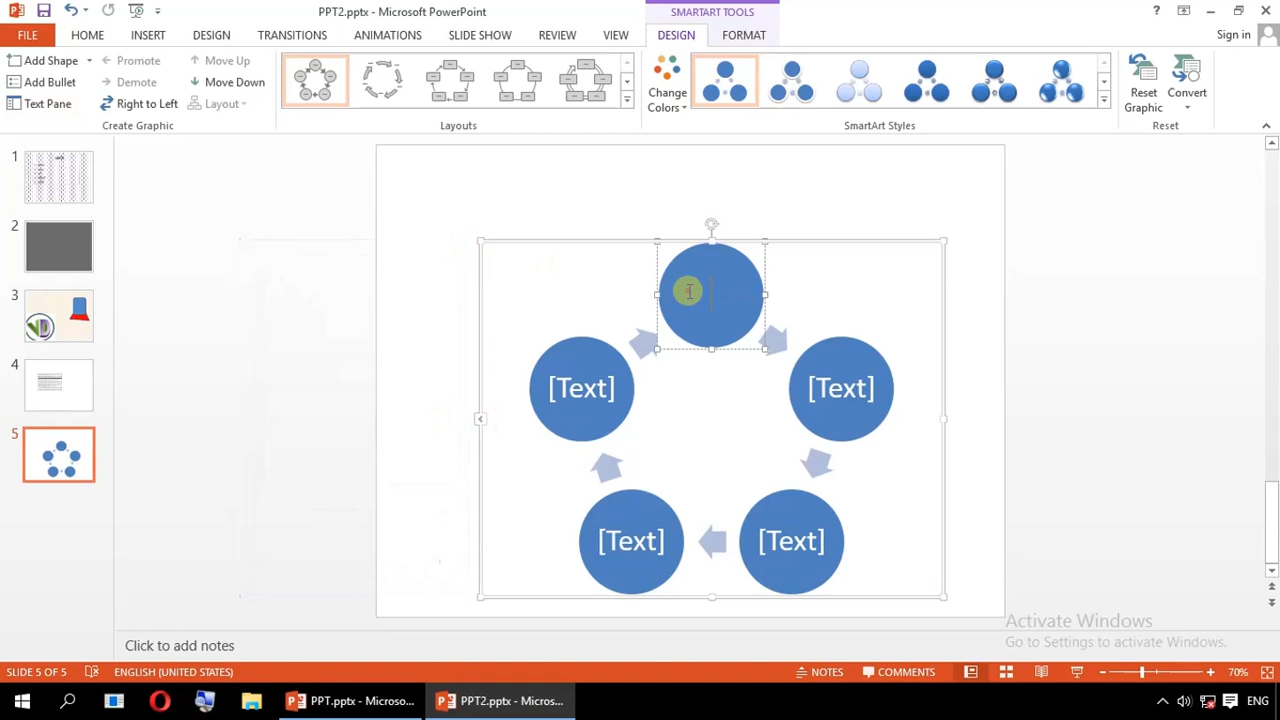 PPT2.pptx - Microsoft PowerPoint
SMARTART TOOLS
?
FILE
HOME
INSERT
DESIGN
TRANSITIONS
ANIMATIONS
SLIDE SHOW
REVIEW
VIEW
DESIGN
FORMAT
Sign in
Add Shape
Promote
Move Up
Add Bullet
Demote
Move Down
Text Pane
Right to Left
Layout
Create Graphic
Layouts
Change Colors
SmartArt Styles
Reset Graphic
Convert
Reset
1
2
3
4
5
[Text]
[Text]
[Text]
[Text]
Activate Windows
Go to Settings to activate Windows.
Click to add notes
SLIDE 5 OF 5
ENGLISH (UNITED STATES)
NOTES
COMMENTS
70%
PPT.pptx - Microso...
PPT2.pptx - Micros...
ENG